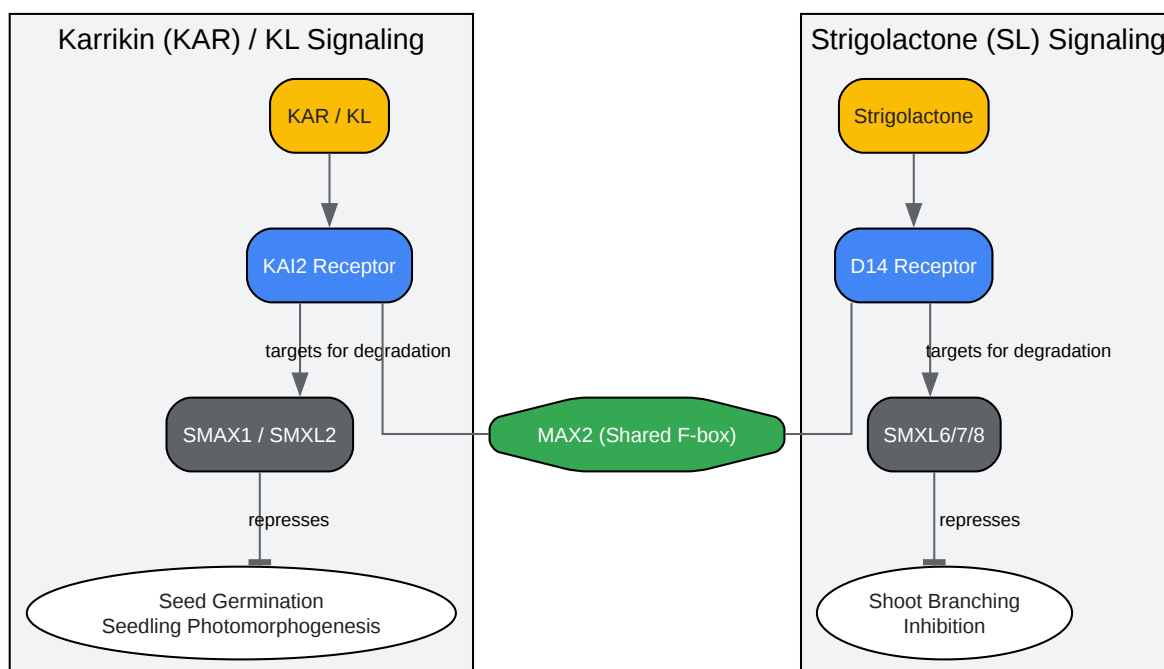 Karrikin (KAR) / KL Signaling
KAR / KL
KAI2 Receptor
targets for degradation
SMAX1 / SMXL2
represses
Seed Germination
Seedling Photomorphogenesis
MAX2 (Shared F-box)
Strigolactone (SL) Signaling
Strigolactone
D14 Receptor
targets for degradation
SMXL6/7/8
represses
Shoot Branching
Inhibition